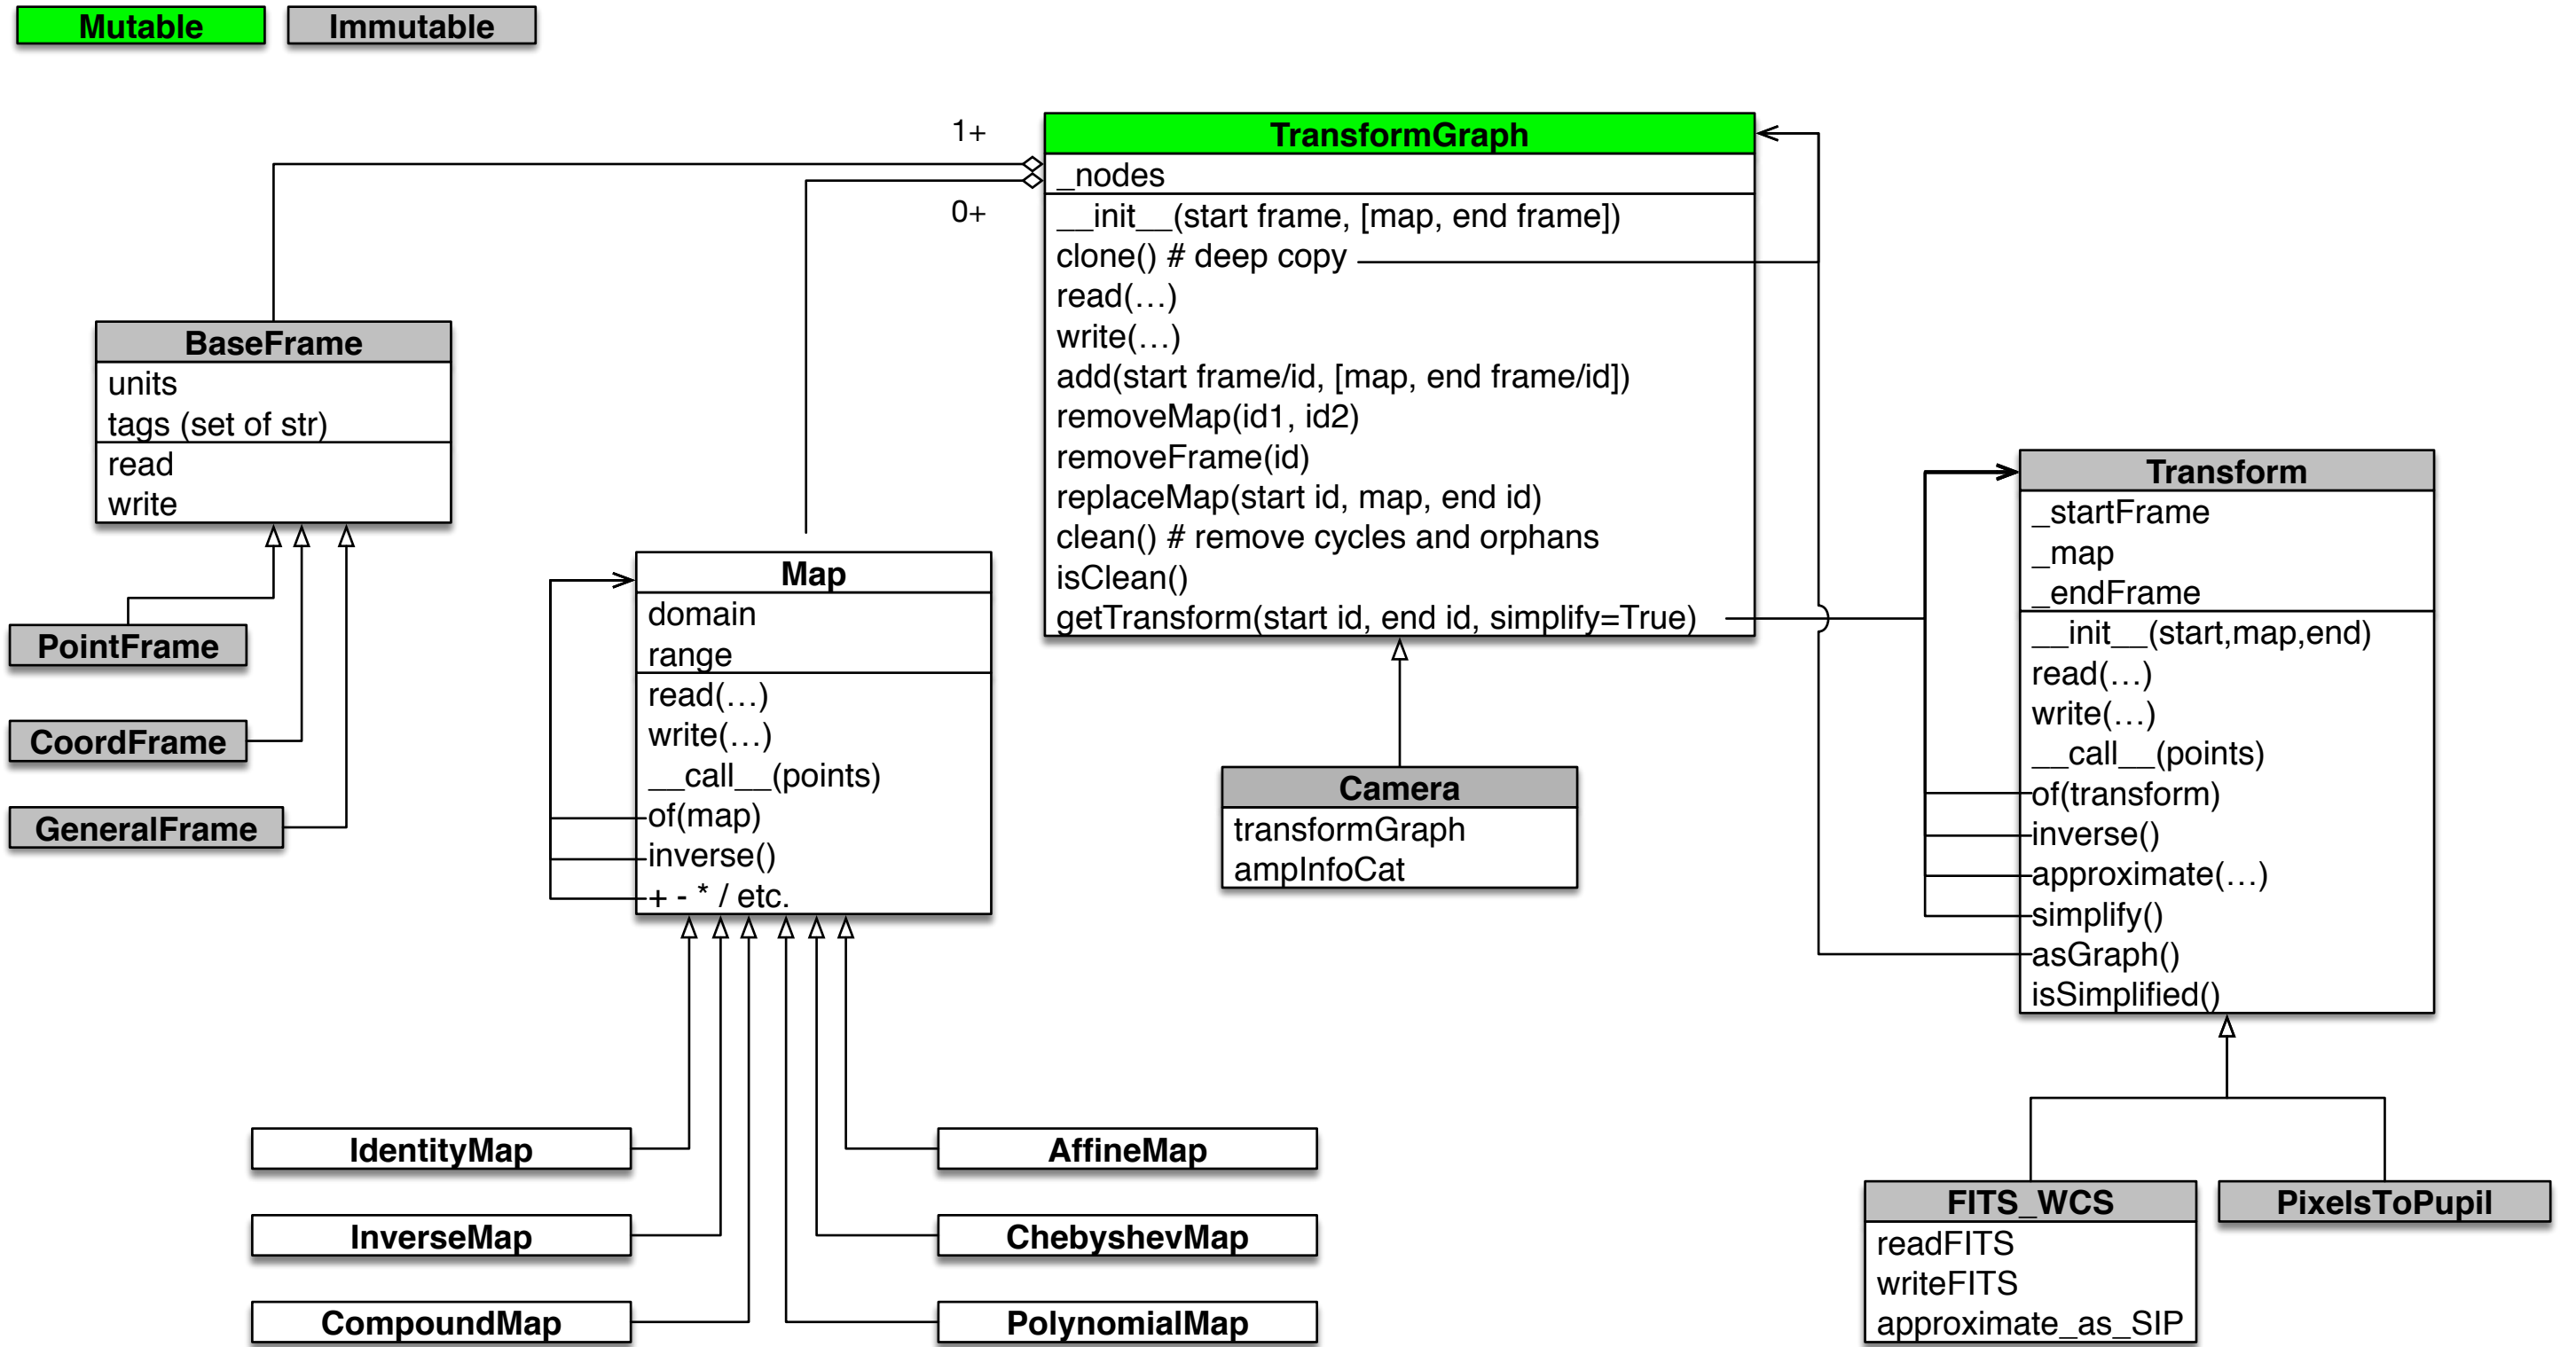 Mutable
Immutable
1+
0+
TransformGraph
_nodes
__init__(start frame, [map, end frame])
clone() # deep copy
read(…)
write(…)
add(start frame/id, [map, end frame/id])
removeMap(id1, id2)
removeFrame(id)
replaceMap(start id, map, end id)
clean() # remove cycles and orphans
isClean()
getTransform(start id, end id, simplify=True)
BaseFrame
units
tags (set of str)
read
write
PointFrame
CoordFrame
GeneralFrame
Map
domain
range
read(…)
write(…)
__call__(points)
of(map)
inverse()
+ - * / etc.
Camera
transformGraph
ampInfoCat
Transform
_startFrame
_map
_endFrame
__init__(start,map,end)
read(…)
write(…)
__call__(points)
of(transform)
inverse()
approximate(…)
simplify()
asGraph()
isSimplified()
IdentityMap
InverseMap
CompoundMap
AffineMap
ChebyshevMap
PolynomialMap
FITS_WCS
readFITS
writeFITS
approximate_as_SIP
PixelsToPupil